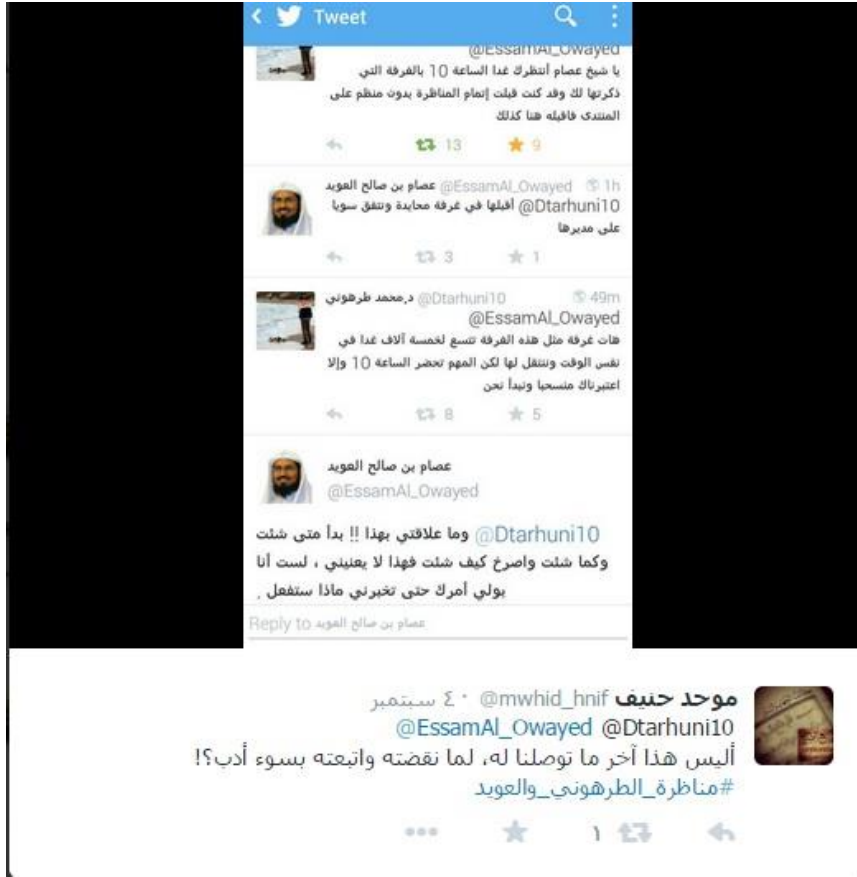 Tweet
@EssamAl_Owayed
يا شيخ عصام أنتظرك غدا الساعة 10 بالغرفة التي
ذكرتها لك وقد كنت قبلت إتمام المناظرة بدون منظم على
المنتدى فاقبله هنا كذلك
13 9
عصام بن صالح العويد @EssamAl_Owayed 1h
@Dtarhuni10 أقبلها في غرفة محايدة ونتفق سويا
على مديرها
3 1
د.محمد طرهوني @Dtarhuni10 49m
@EssamAl_Owayed
هات غرفة مثل هذه الغرفة تتسع لخمسة آلاف غدا في
نفس الوقت وننتقل لها لكن المهم تحضر الساعة 10 وإلا
اعتبرناك منسحبا ونبدأ نحن
8 5
عصام بن صالح العويد
@EssamAl_Owayed
@Dtarhuni10 وما علاقتي بهذا !! بدأ متى شئت
وكما شئت واصرخ كيف شئت فهذا لا يعنيني ، لست أنا
بولي أمرك حتى تخبرني ماذا ستفعل .
Reply to عصام بن صالح العويد
موحد حنيف @mwhid_hnif · ٤ سبتمبر
@EssamAl_Owayed @Dtarhuni10
أليس هذا آخر ما توصلنا له، لما نقضته واتبعته بسوء أدب؟!
#مناظرة_الطرهوني_والعويد
١